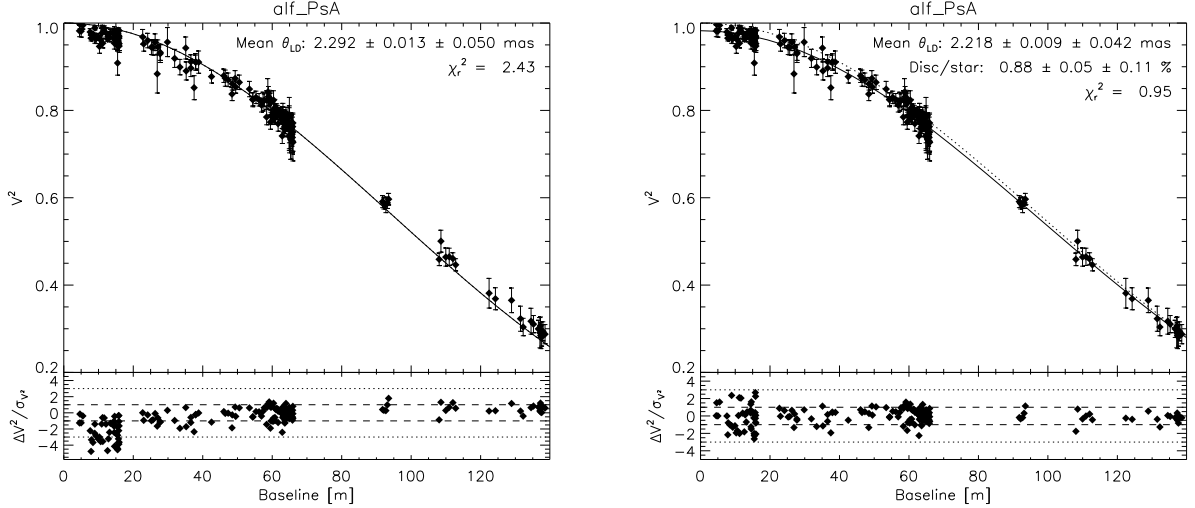 alf_PsA
Mean θLD: 2.292 ± 0.013 ± 0.050 mas
χr² = 2.43
1.0
0.8
0.6
0.4
0.2
V²
4
2
0
−2
−4
ΔV²/σV²
0 20 40 60 80 100 120
Baseline [m]
alf_PsA
Mean θLD: 2.218 ± 0.009 ± 0.042 mas
Disc/star: 0.88 ± 0.05 ± 0.11 %
χr² = 0.95
1.0
0.8
0.6
0.4
0.2
V²
4
2
0
−2
−4
ΔV²/σV²
0 20 40 60 80 100 120
Baseline [m]